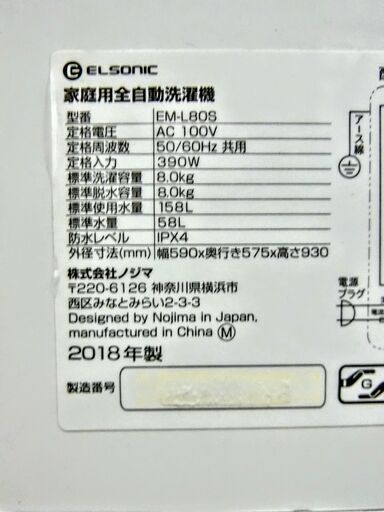 ELSONIC
家庭用全自動洗濯機
型番 EM-L80S
定格電圧 AC 100V
定格周波数 50/60Hz 共用
定格入力 390W
標準洗濯容量 8.0kg
標準脱水容量 8.0kg
標準使用水量 158L
標準水量 58L
防水レベル IPX4
外径寸法(mm) 幅590x奥行き575x高さ930
株式会社ノジマ
〒220-6126 神奈川県横浜市
西区みなとみらい2-3-3
Designed by Nojima in Japan,
manufactured in China Ⓜ
2018年製
製造番号
アース線
電源
プラグ
G